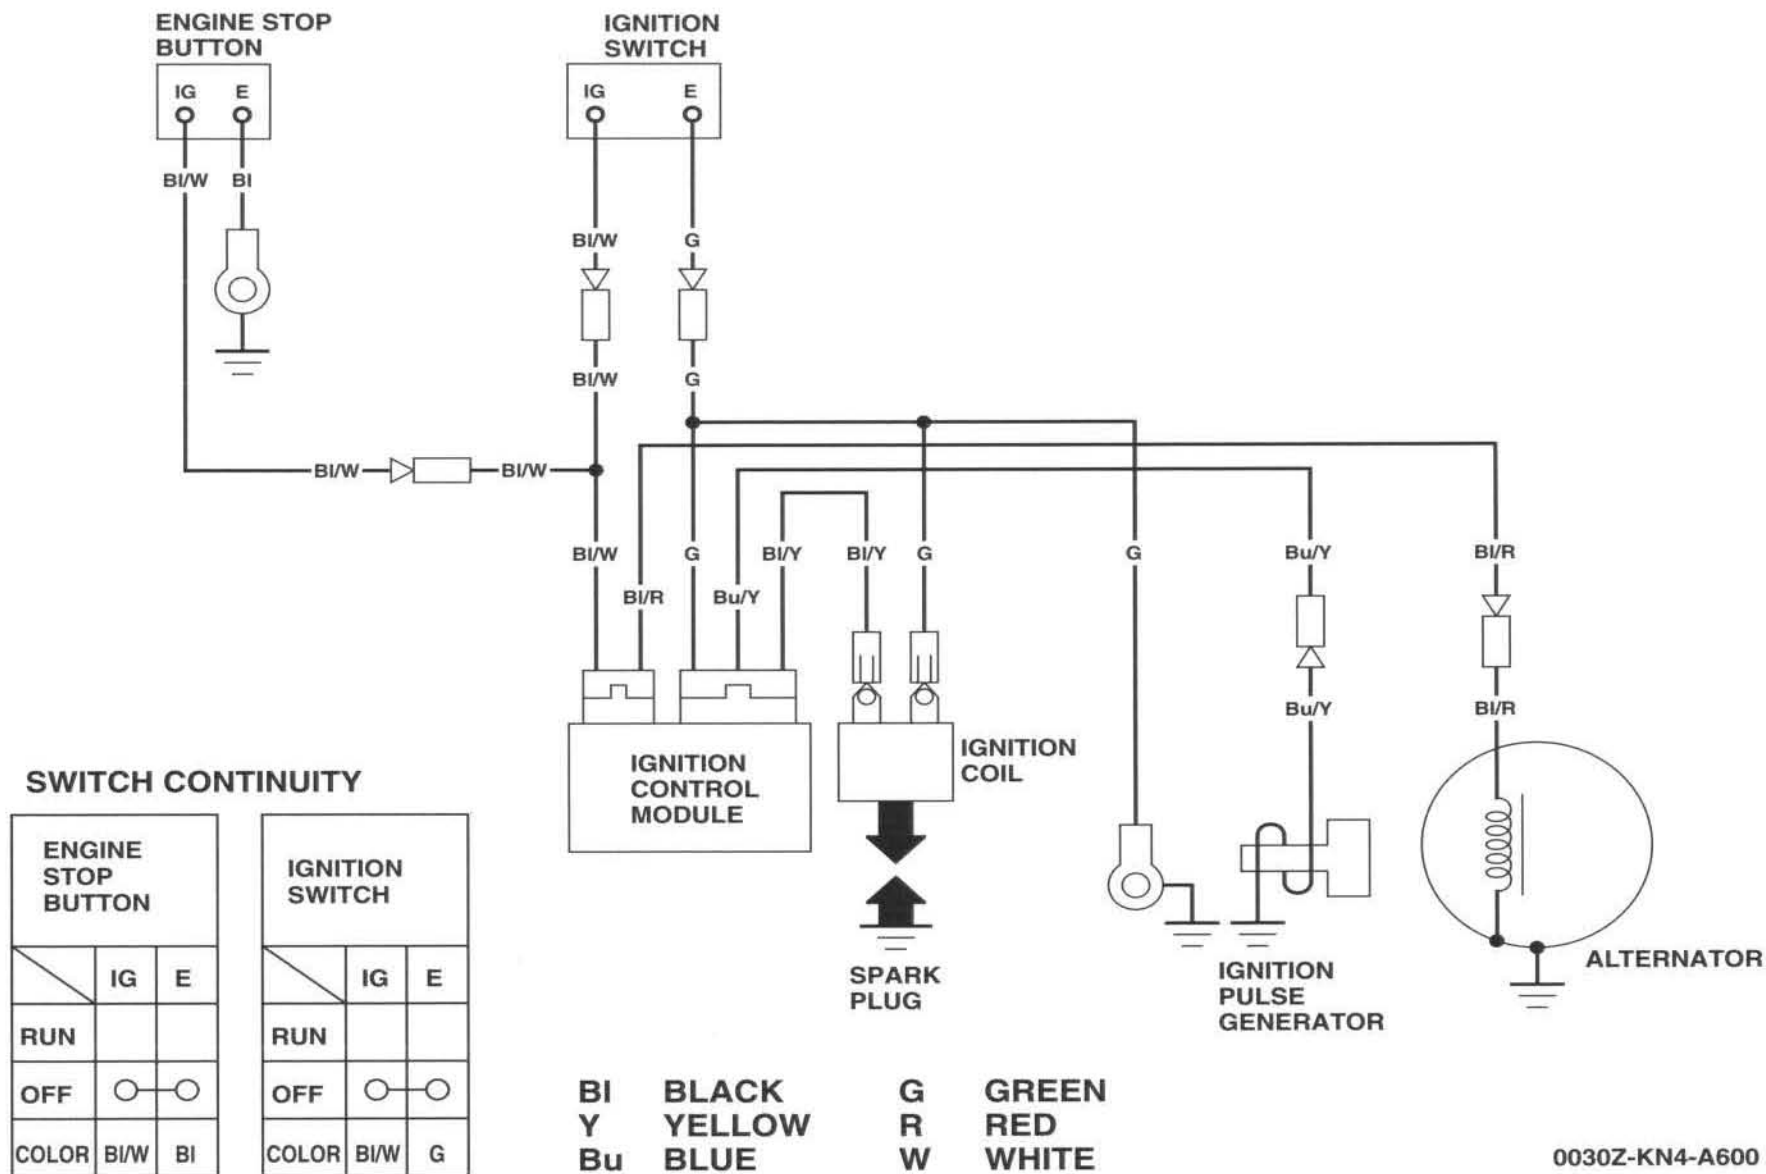 ENGINE STOP
BUTTON
IGNITION
SWITCH
IG E
IG E
Bl/W Bl
Bl/W G
Bl/W G
Bl/W Bl/W
Bl/W G Bl/Y Bl/Y G G Bu/Y Bl/R
Bl/R Bu/Y
Bu/Y Bl/R
IGNITION
CONTROL
MODULE
IGNITION
COIL
SPARK
PLUG
IGNITION
PULSE
GENERATOR
ALTERNATOR
SWITCH CONTINUITY
ENGINE
STOP
BUTTON
IG E
RUN
OFF
COLOR Bl/W Bl
IGNITION
SWITCH
IG E
RUN
OFF
COLOR Bl/W G
Bl BLACK G GREEN
Y YELLOW R RED
Bu BLUE W WHITE
0030Z-KN4-A600